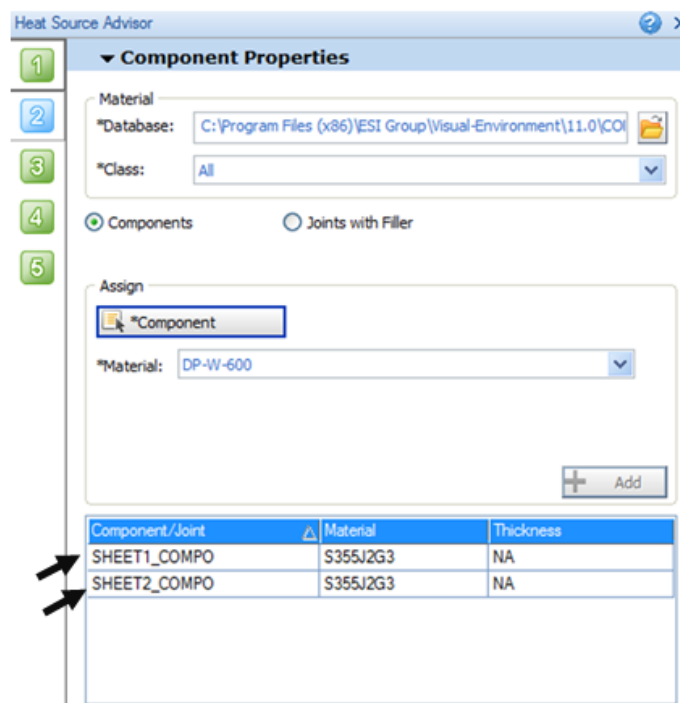 Heat Source Advisor
1
Component Properties
2
Material
*Database: C:\Program Files (x86)\ESI Group\Visual-Environment\11.0\CO
3
*Class: All
4
Components Joints with Filler
5
Assign
*Component
*Material: DP-W-600
Add
Component/Joint Material Thickness
SHEET1_COMPO S355J2G3 NA
SHEET2_COMPO S355J2G3 NA